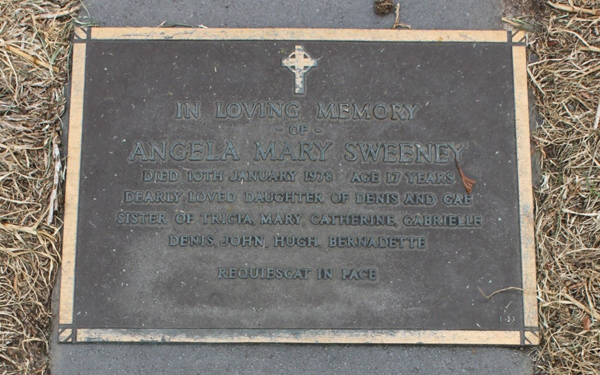 IN LOVING MEMORY
- OF -
ANGELA MARY SWEENEY
DIED 10TH JANUARY 1978 AGE 17 YEARS
DEARLY LOVED DAUGHTER OF DENIS AND GAE
SISTER OF TRICIA, MARY, CATHERINE, GABRIELLE
DENIS, JOHN, HUGH, BERNADETTE
REQUIESCAT IN PACE